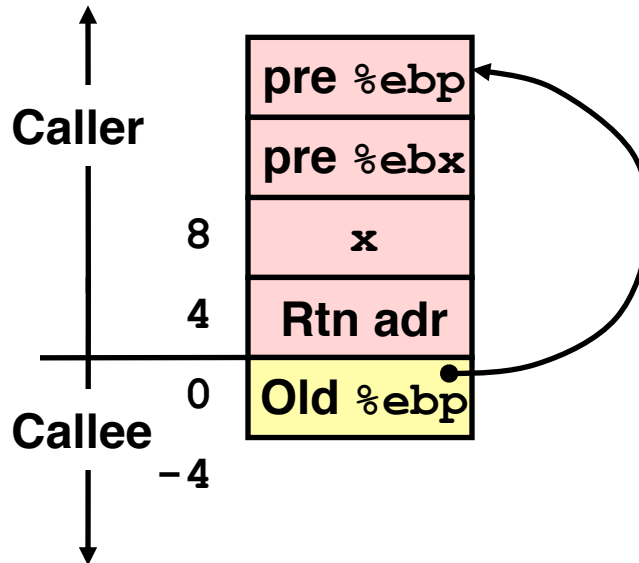 pre %ebp
Caller
pre %ebx
8 x
4 Rtn adr
0 Old %ebp
Callee
-4